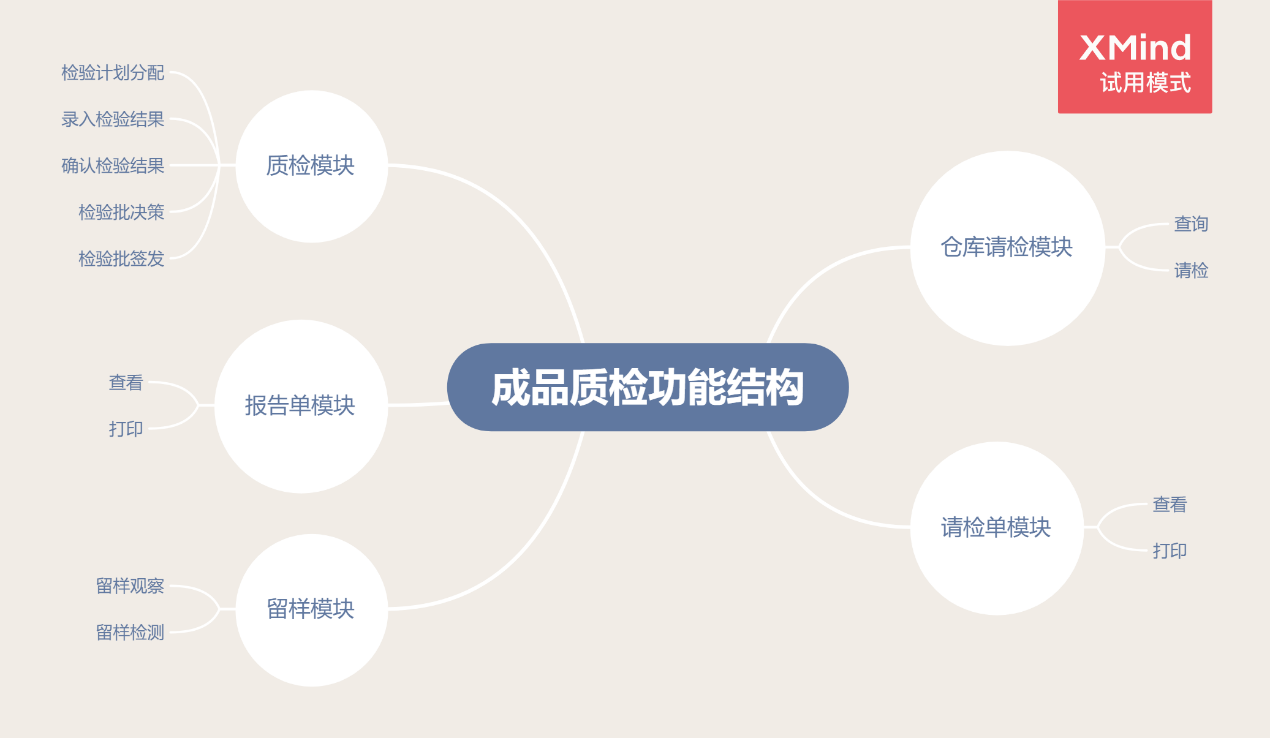 XMind
试用模式
成品质检功能结构
仓库请检模块
查询
请检
请检单模块
查看
打印
质检模块
检验计划分配
录入检验结果
确认检验结果
检验批决策
检验批签发
报告单模块
查看
打印
留样模块
留样观察
留样检测